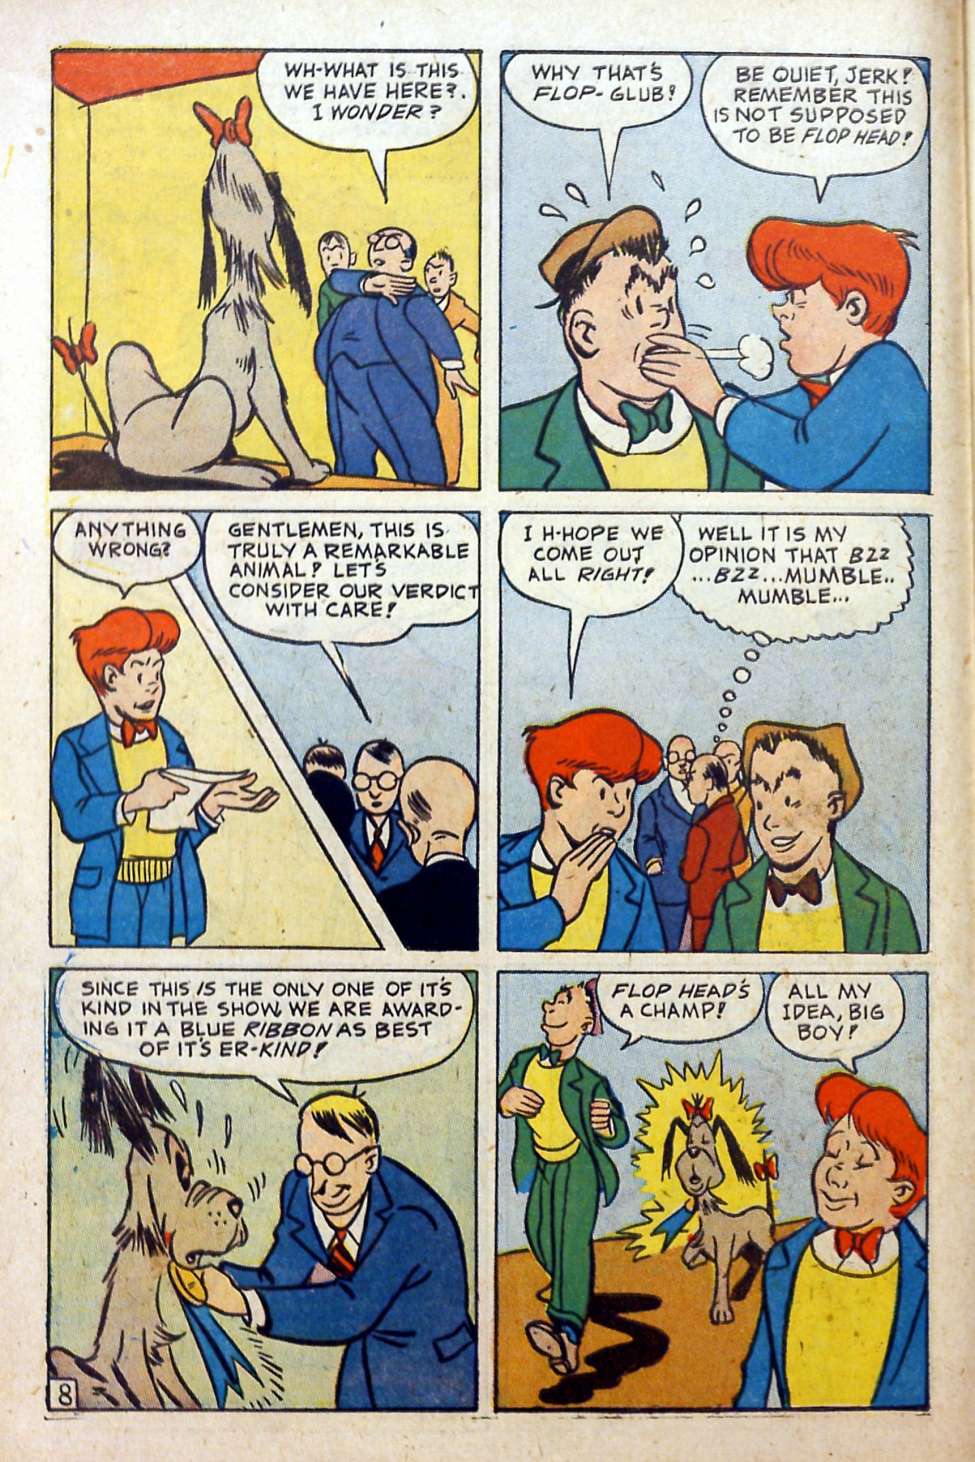 WH-WHAT IS THIS
WE HAVE HERE?.
I WONDER?
WHY THAT'S
FLOP-GLUB!
BE QUIET, JERK!
REMEMBER THIS
IS NOT SUPPOSED
TO BE FLOP HEAD!
ANYTHING
WRONG?
GENTLEMEN, THIS IS
TRULY A REMARKABLE
ANIMAL! LET'S
CONSIDER OUR VERDICT
WITH CARE!
I H-HOPE WE
COME OUT
ALL RIGHT!
WELL IT IS MY
OPINION THAT BZZ
...BZZ...MUMBLE..
MUMBLE...
SINCE THIS IS THE ONLY ONE OF IT'S
KIND IN THE SHOW, WE ARE AWARD-
ING IT A BLUE RIBBON AS BEST
OF IT'S ER-KIND!
8
FLOP HEAD'S
A CHAMP!
ALL MY
IDEA, BIG
BOY!